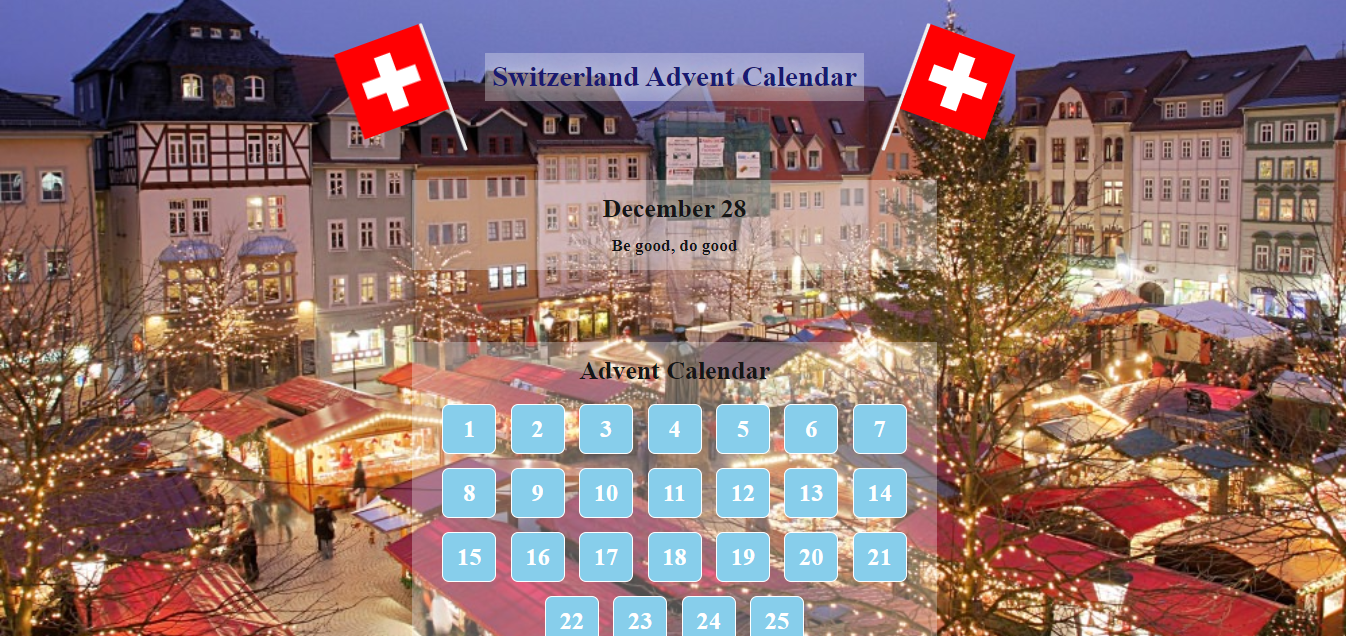 Switzerland Advent Calendar
December 28
Be good, do good
Advent Calendar
1 2 3 4 5 6 7
8 9 10 11 12 13 14
15 16 17 18 19 20 21
22 23 24 25